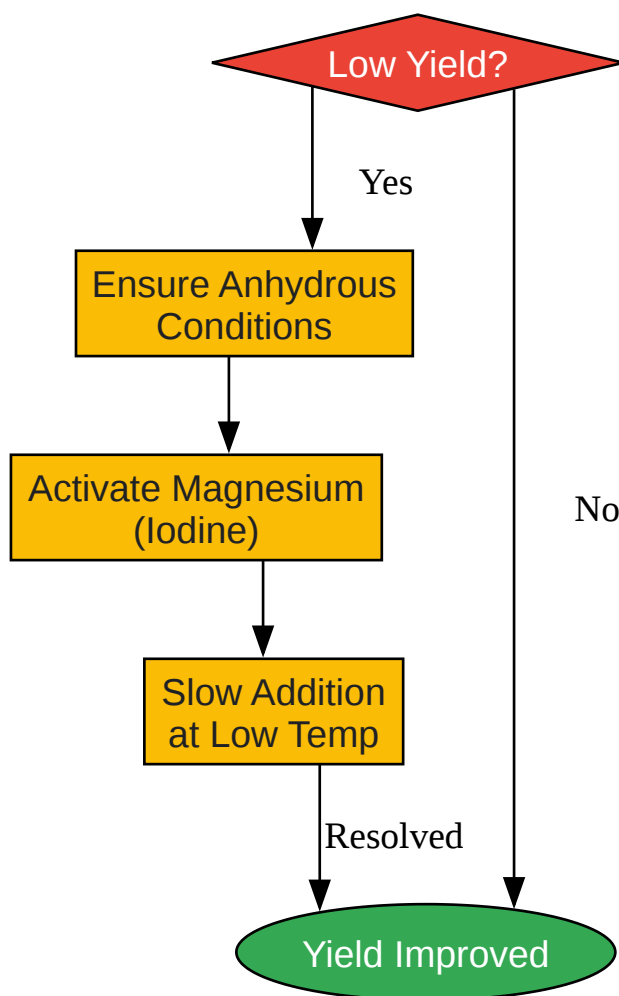 Low Yield?
Yes
Ensure Anhydrous
Conditions
Activate Magnesium
(Iodine)
No
Slow Addition
at Low Temp
Resolved
Yield Improved